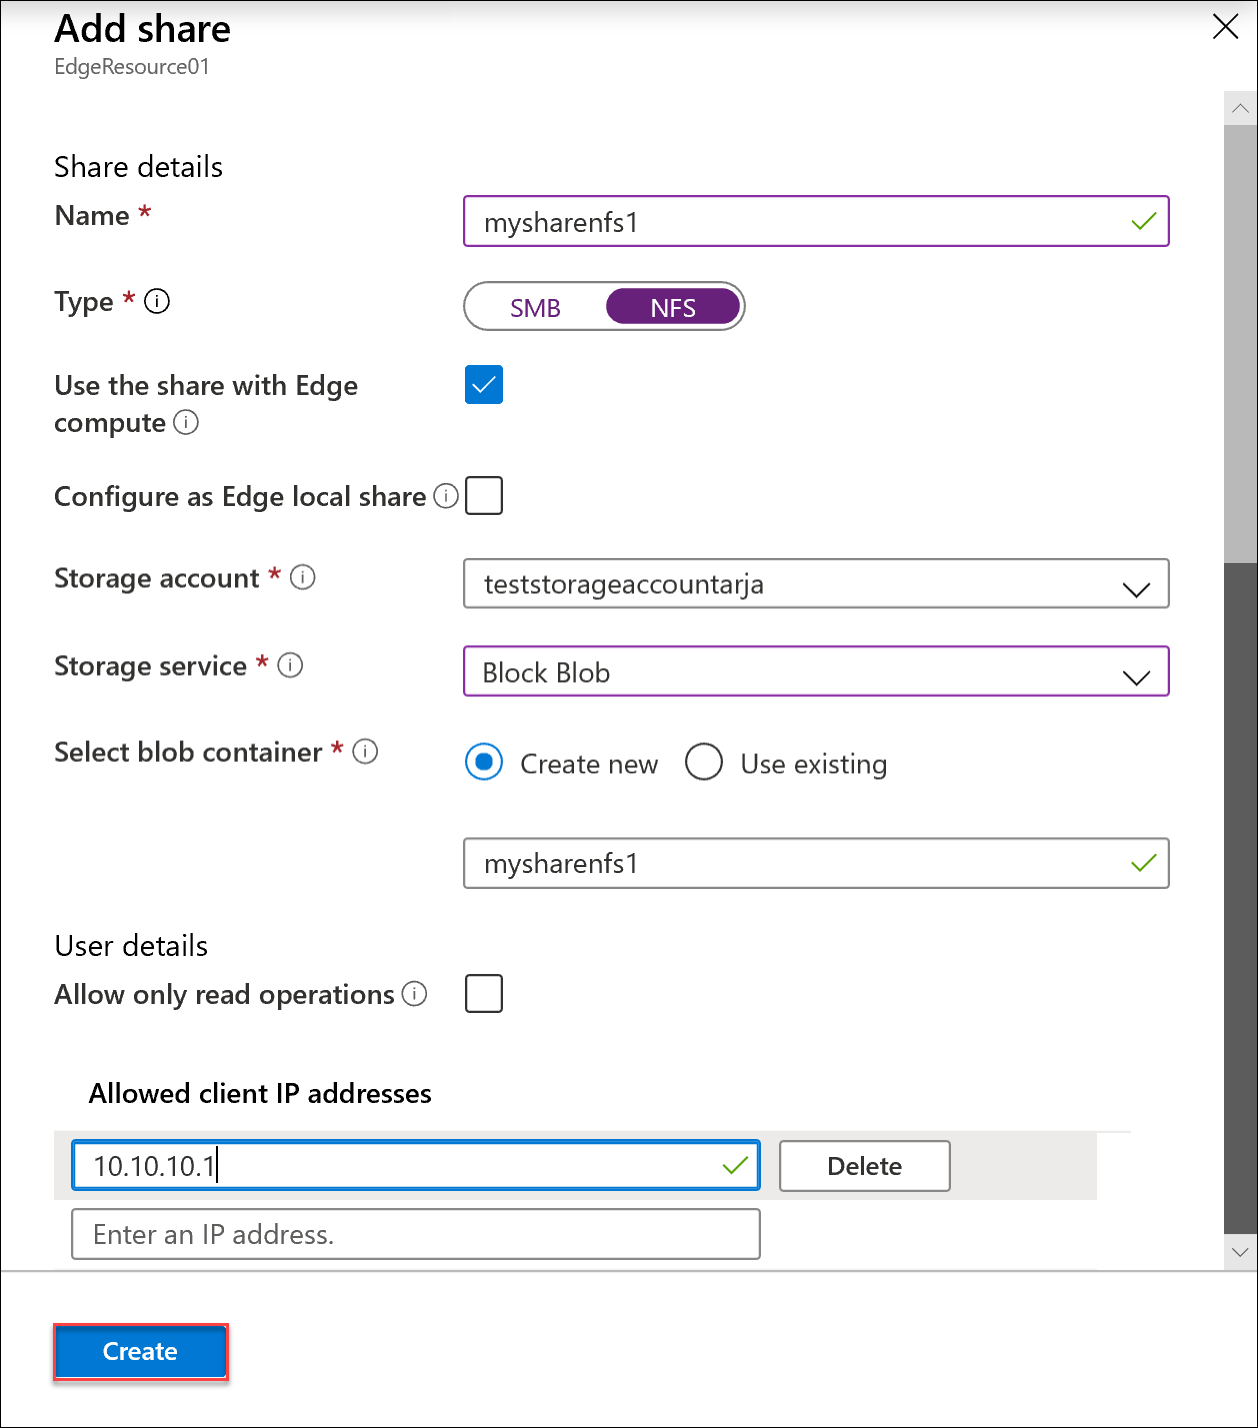 Add share
EdgeResource01
Share details
Name *
mysharenfs1
Type *
SMB NFS
Use the share with Edge
compute
Configure as Edge local share
Storage account *
teststorageaccountarja
Storage service *
Block Blob
Select blob container *
Create new Use existing
mysharenfs1
User details
Allow only read operations
Allowed client IP addresses
10.10.10.1 Delete
Enter an IP address.
Create